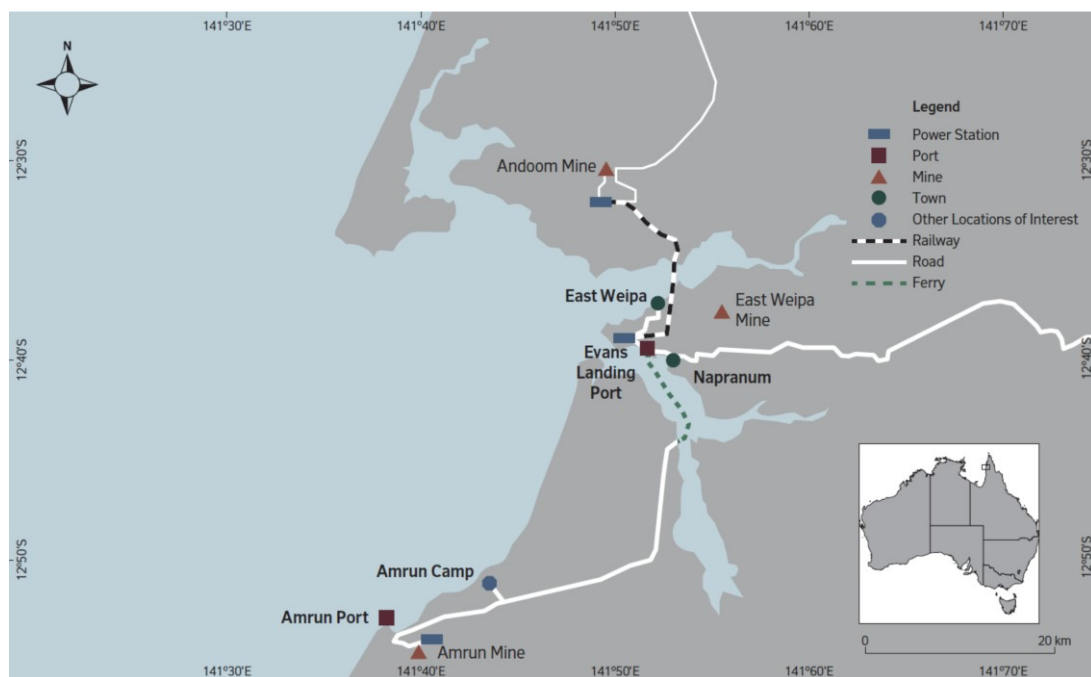 141°30'E 141°40'E 141°50'E 141°60'E 141°70'E
N
Legend
Power Station
Port
Mine
Town
Other Locations of Interest
Railway
Road
Ferry
12°30'S
12°30'S
Andoom Mine
East Weipa
East Weipa
Mine
Evans
Landing
Port
Napranum
12°40'S
12°40'S
12°50'S
12°50'S
Amrun Camp
Amrun Port
Amrun Mine
0 20 km
141°30'E 141°40'E 141°50'E 141°60'E 141°70'E